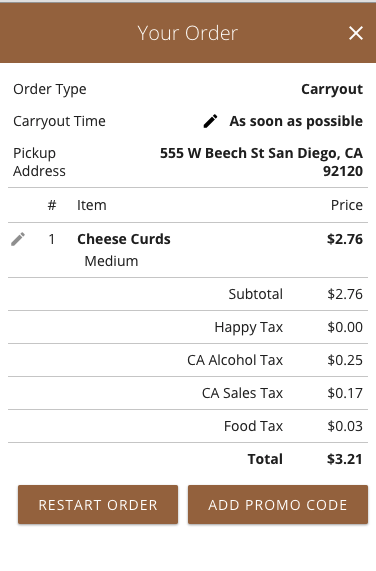 Your Order
Order Type Carryout
Carryout Time As soon as possible
Pickup Address 555 W Beech St San Diego, CA 92120
# Item Price
1 Cheese Curds $2.76
Medium
Subtotal $2.76
Happy Tax $0.00
CA Alcohol Tax $0.25
CA Sales Tax $0.17
Food Tax $0.03
Total $3.21
RESTART ORDER ADD PROMO CODE